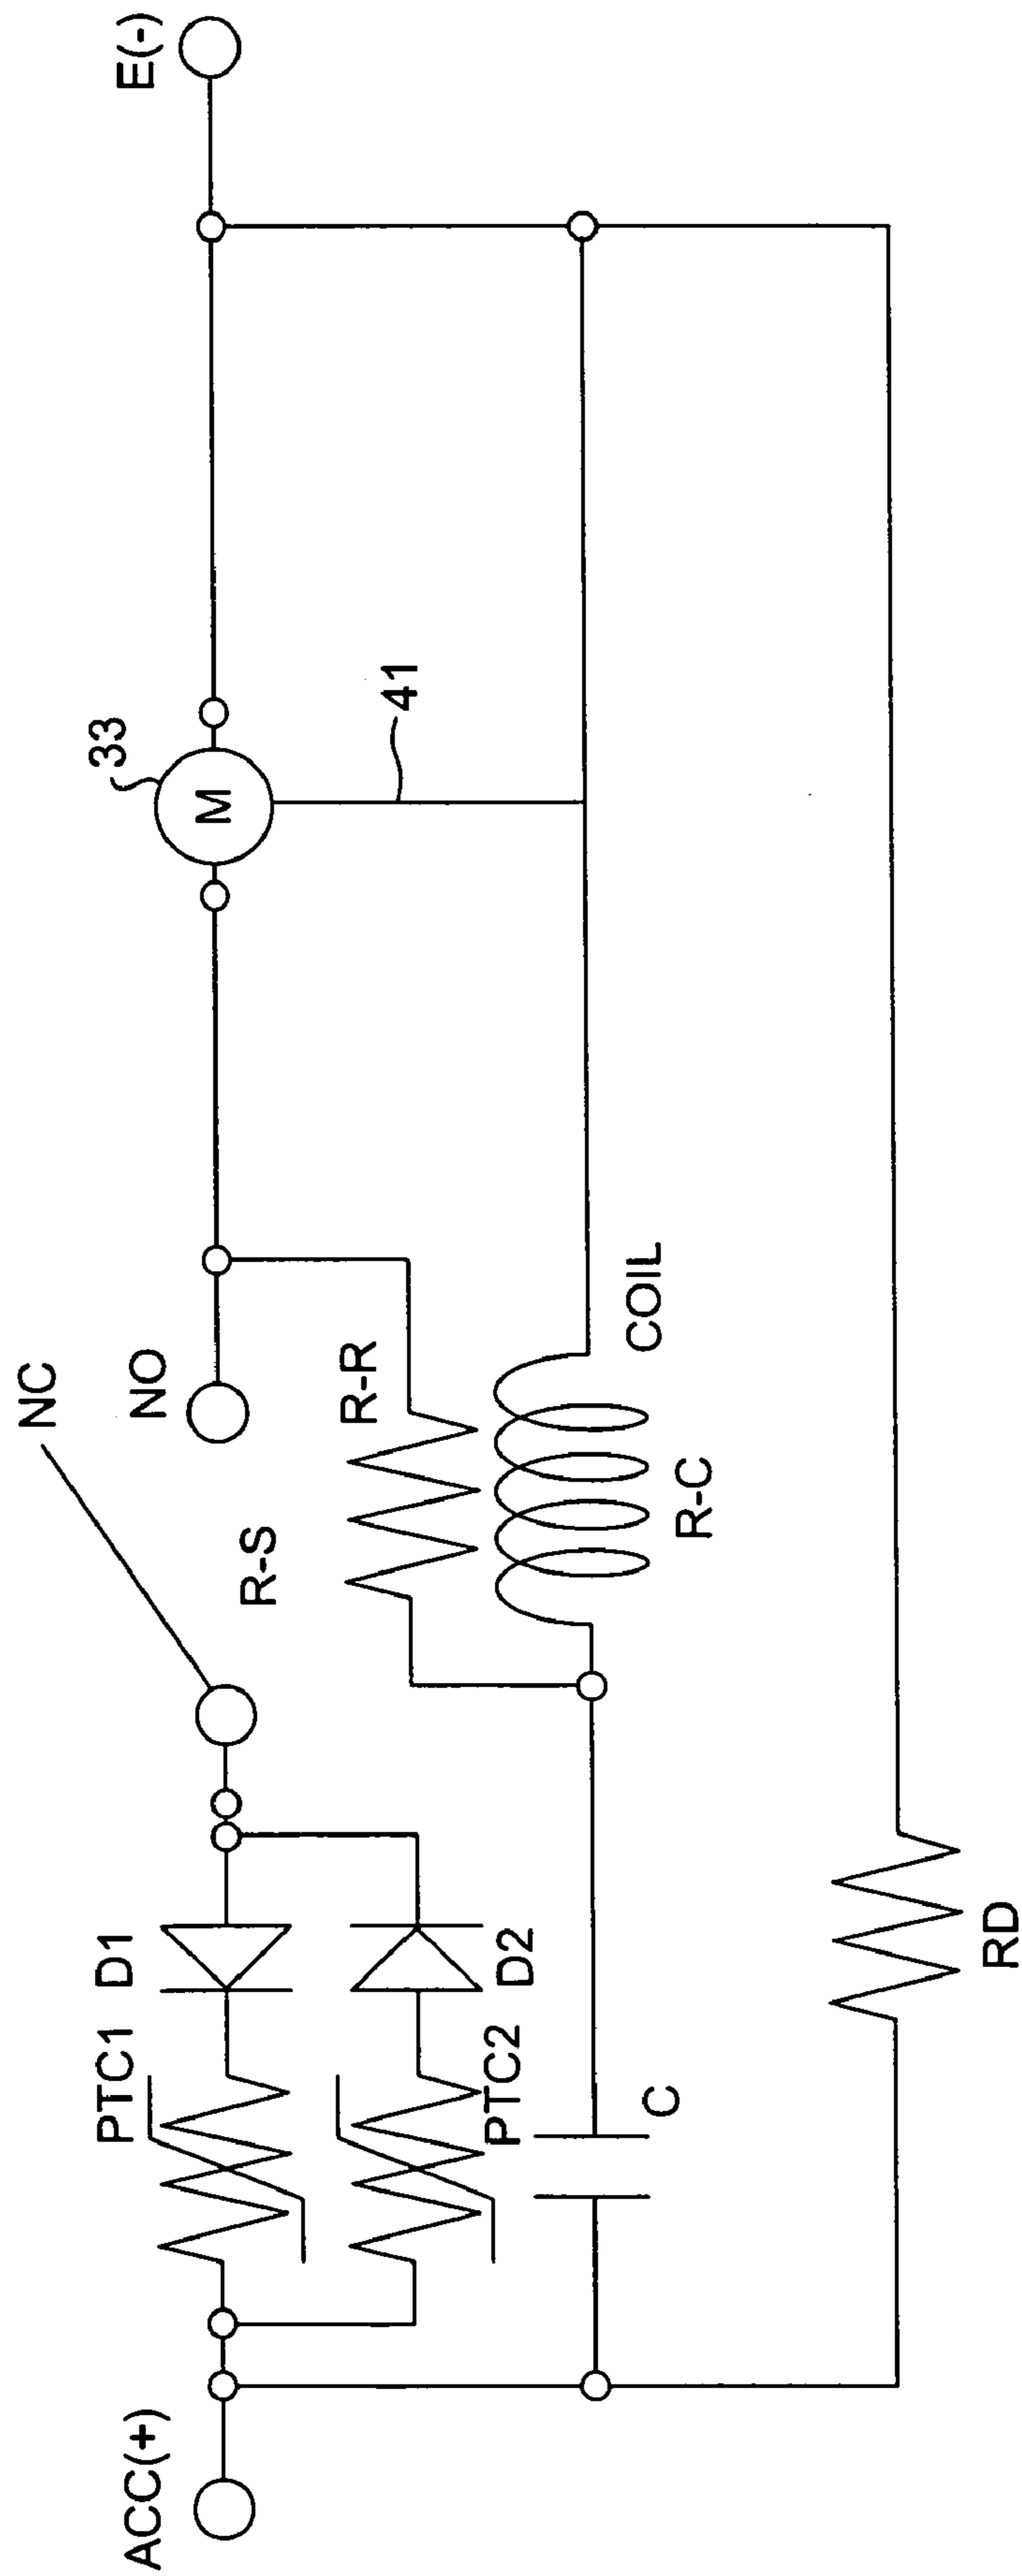 NC
33
E(-)
NO
M
41
R-S
R-R
COIL
R-C
ACC(+)
PTC1
D1
PTC2
D2
C
RD